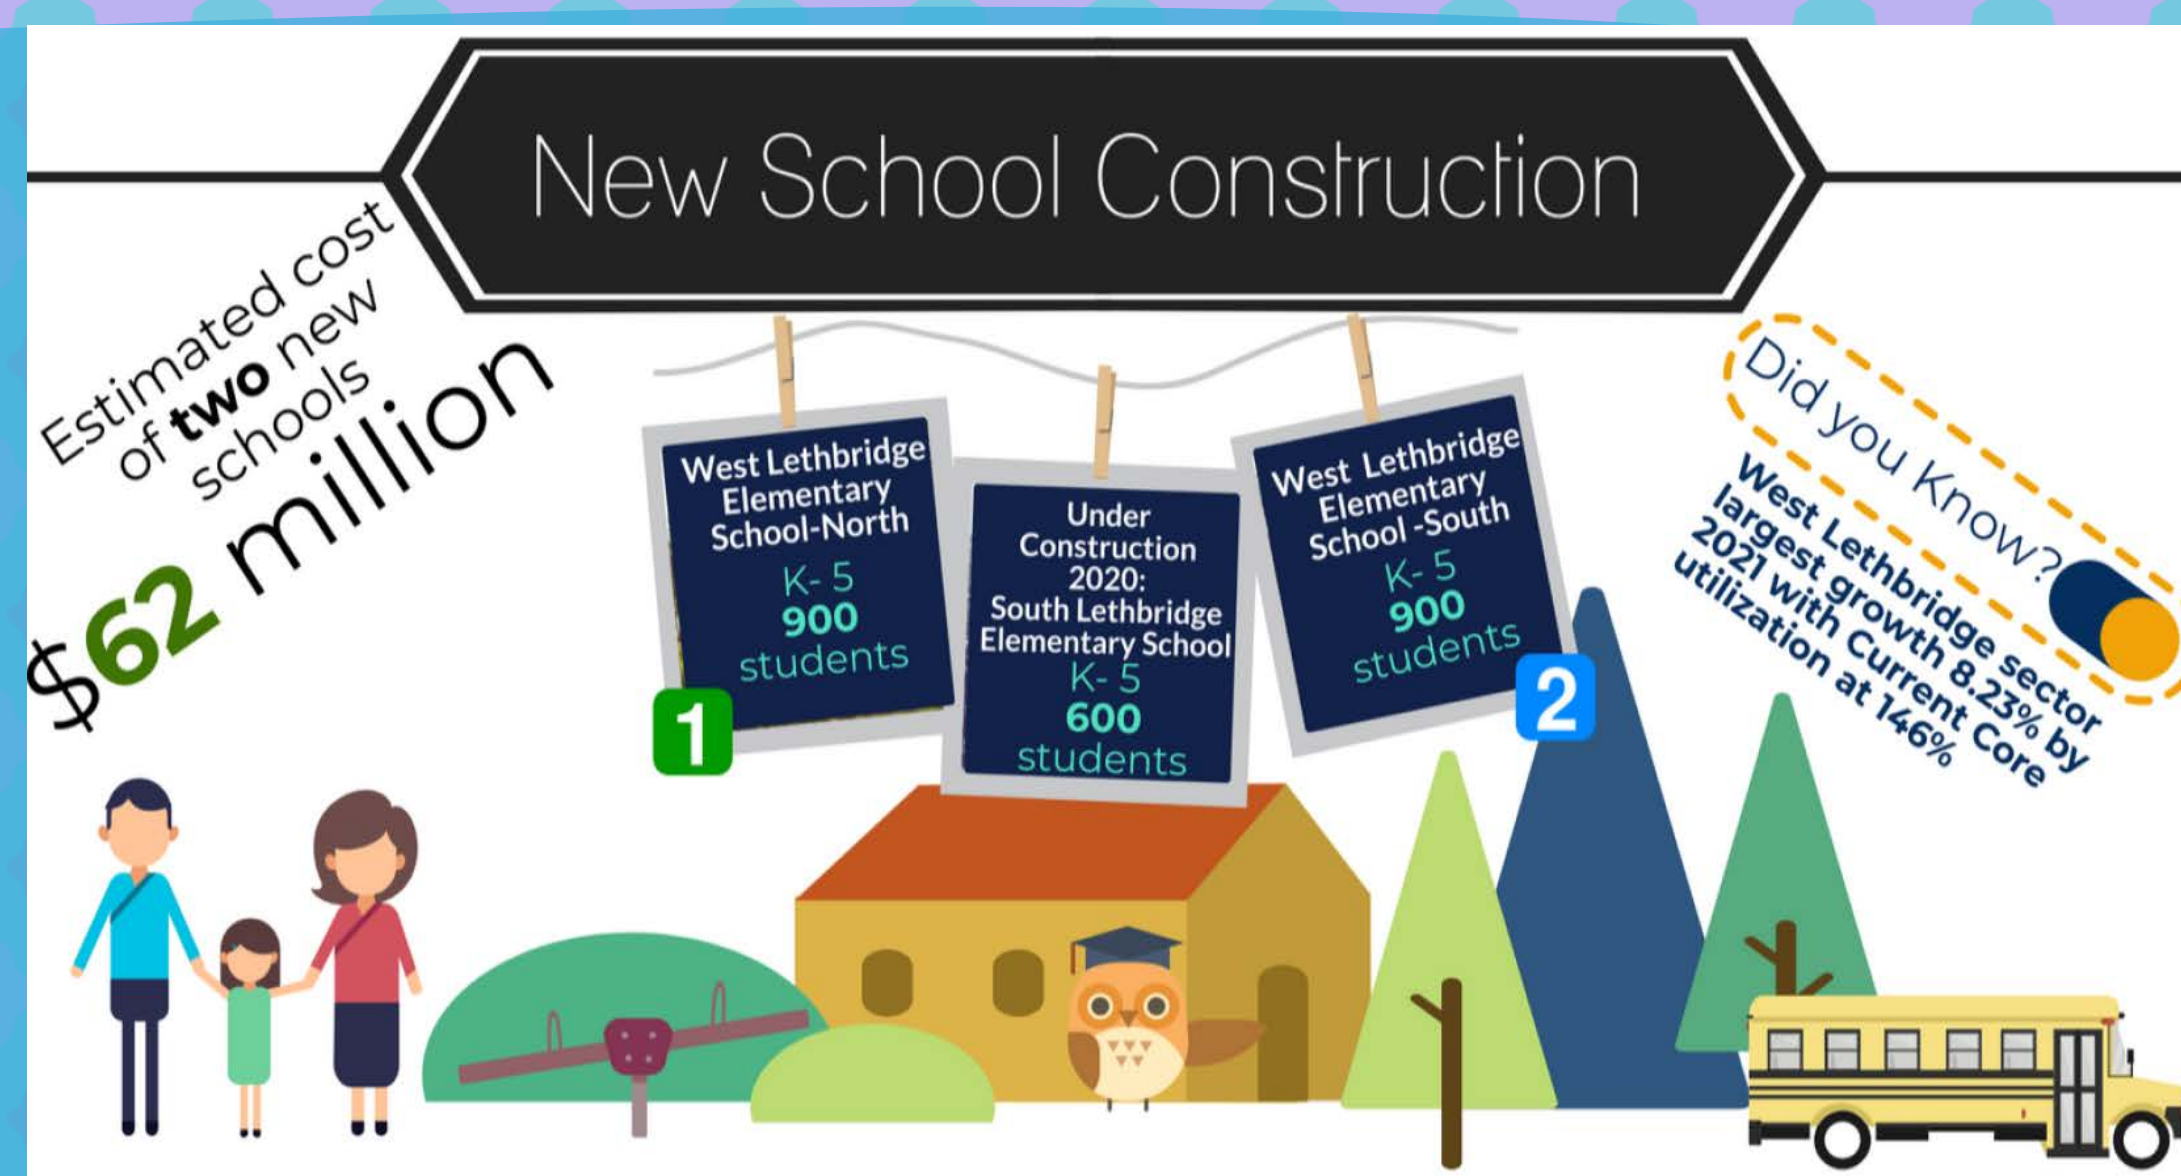 New School Construction
Estimated cost
of two new
schools
$62 million
West Lethbridge
Elementary
School-North
K- 5
900
students
1
Under
Construction
2020:
South Lethbridge
Elementary School
K- 5
600
students
West Lethbridge
Elementary
School -South
K- 5
900
students
2
Did you Know?
West Lethbridge sector
largest growth 8.23% by
2021 with Current Core
utilization at 146%